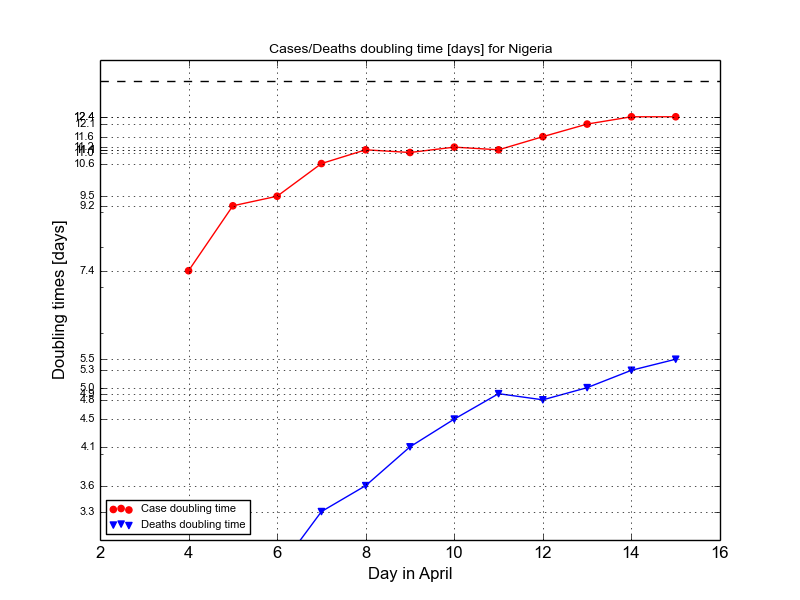 Cases/Deaths doubling time [days] for Nigeria
12.4
12.1
11.6
11.0
10.6
9.5
9.2
7.4
5.5
5.3
5.0
4.9
4.8
4.5
4.1
3.6
3.3
Doubling times [days]
Case doubling time
Deaths doubling time
2 4 6 8 10 12 14 16
Day in April